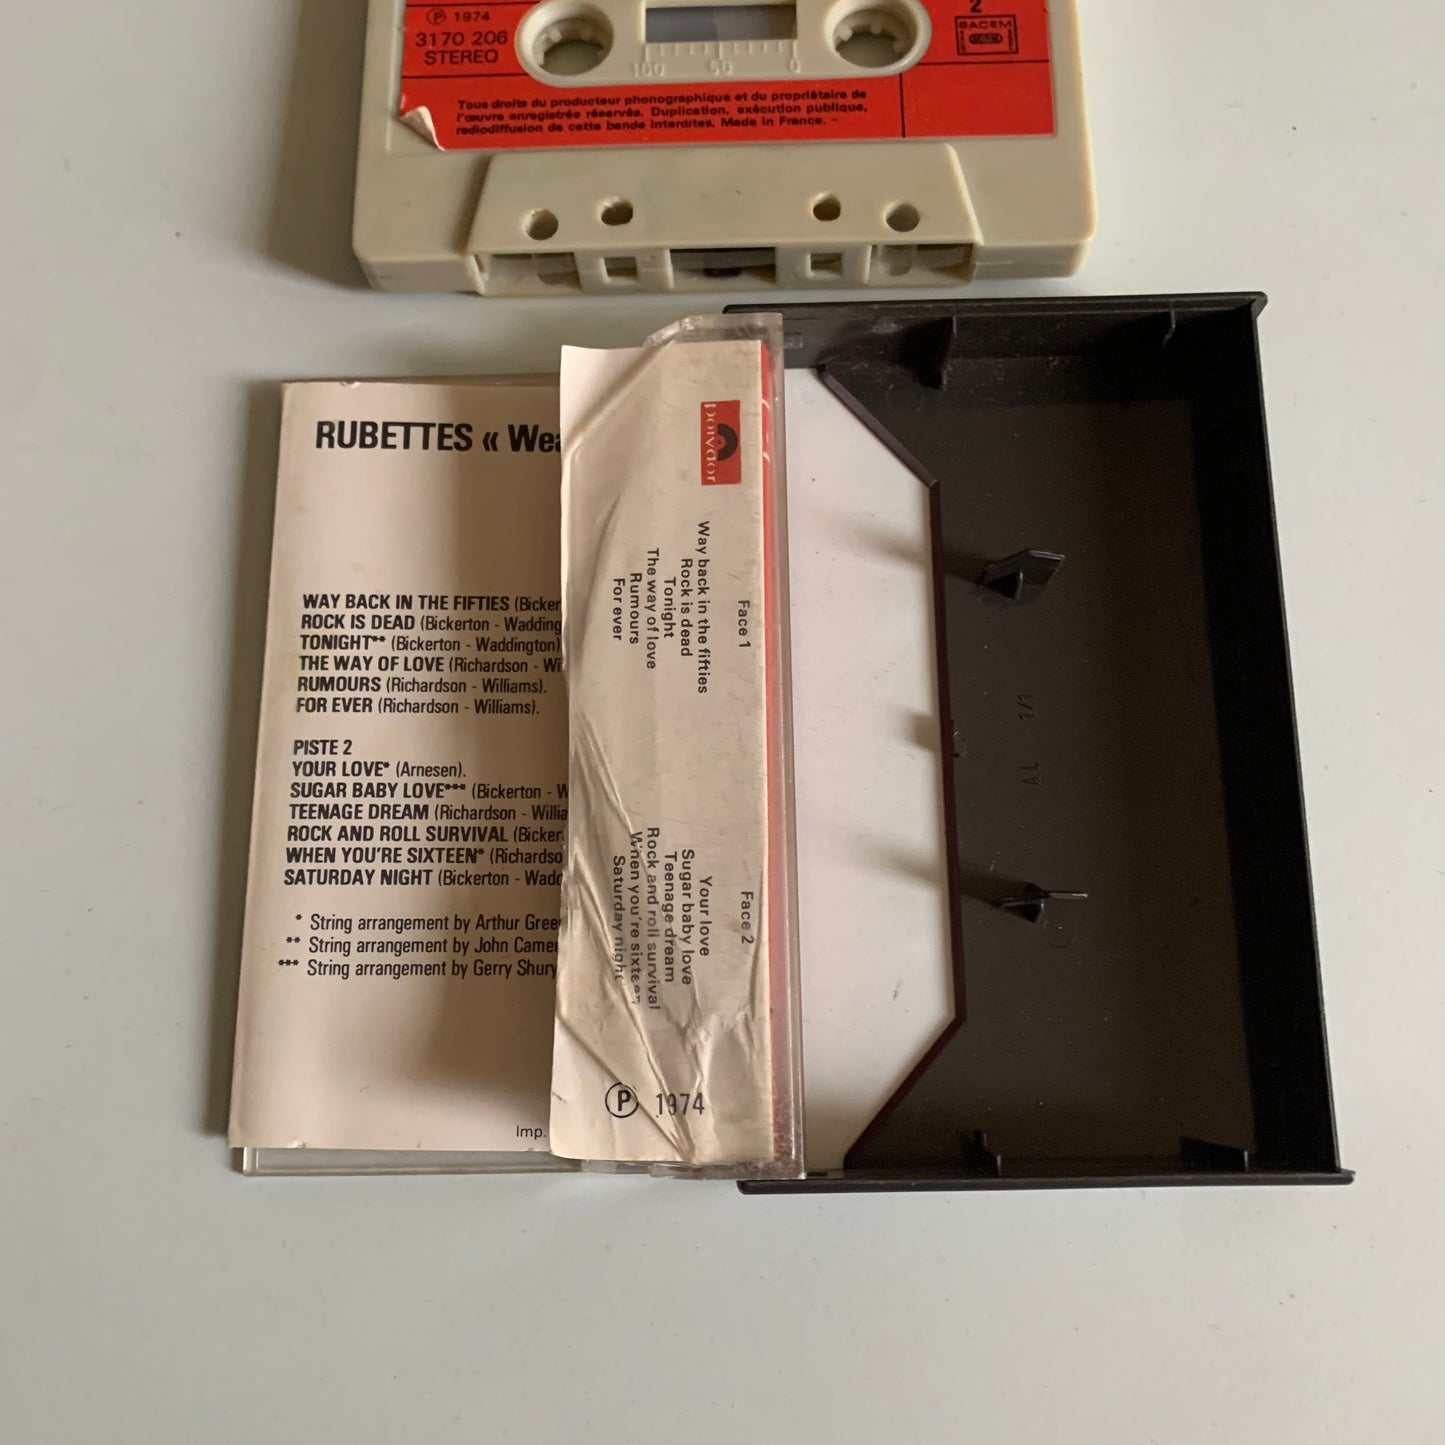 ℗ 1974
3170 206
STEREO
2
SACEM
Tous droits du producteur phonographique et du propriétaire de
l'œuvre enregistrée réservés. Duplication, exécution publique,
radiodiffusion de cette bande interdites. Made in France. -
RUBETTES « Wea
WAY BACK IN THE FIFTIES (Bicker
ROCK IS DEAD (Bickerton - Wadding
TONIGHT** (Bickerton - Waddington)
THE WAY OF LOVE (Richardson - Wi
RUMOURS (Richardson - Williams).
FOR EVER (Richardson - Williams).
PISTE 2
YOUR LOVE* (Arnesen).
SUGAR BABY LOVE*** (Bickerton - W
TEENAGE DREAM (Richardson - Willia
ROCK AND ROLL SURVIVAL (Bicker
WHEN YOU'RE SIXTEEN* (Richardso
SATURDAY NIGHT (Bickerton - Wadd
* String arrangement by Arthur Gree
** String arrangement by John Camer
*** String arrangement by Gerry Shury
Imp.
polydor
Face 1
Way back in the fifties
Rock is dead
Tonight
The way of love
Rumours
For ever
Face 2
Your love
Sugar baby love
Teenage dream
Rock and roll survival
When you're sixteen
Saturday night
℗ 1974
100 50 0
A1 1/1